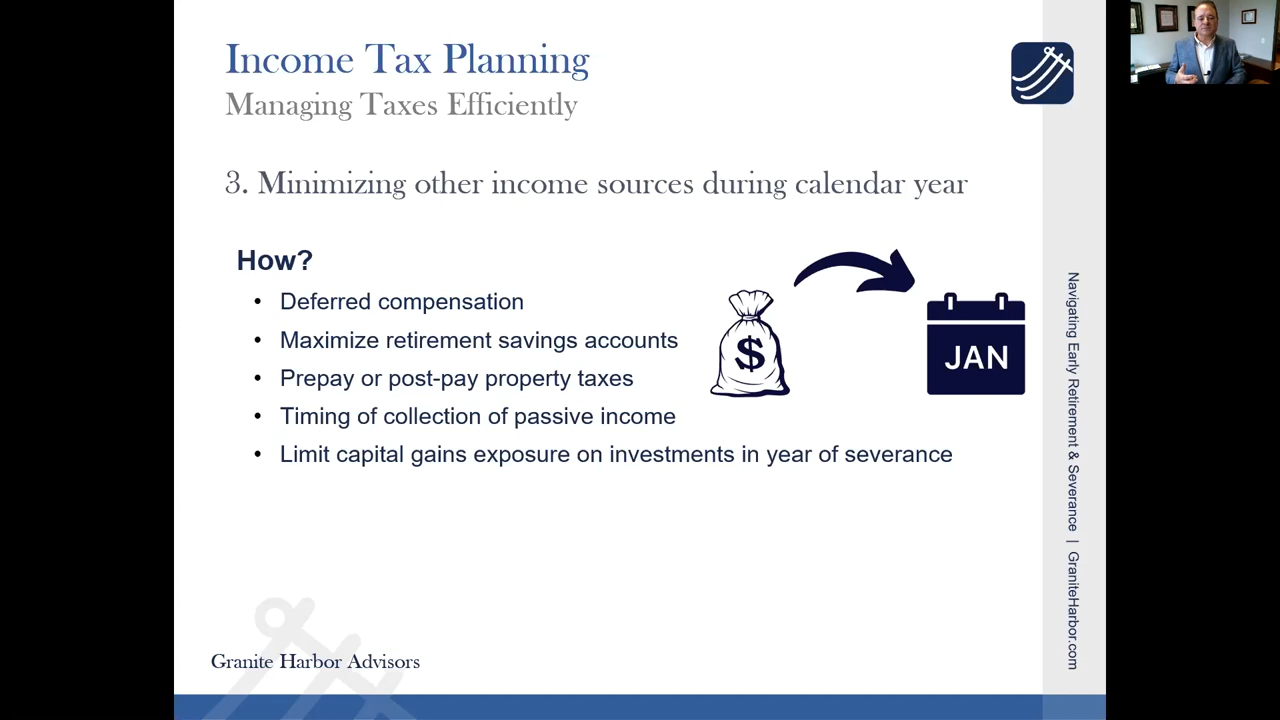 Income Tax Planning
Managing Taxes Efficiently
3. Minimizing other income sources during calendar year
How?
• Deferred compensation
• Maximize retirement savings accounts
• Prepay or post-pay property taxes
• Timing of collection of passive income
• Limit capital gains exposure on investments in year of severance
$
JAN
Navigating Early Retirement & Severance | GraniteHarbor.com
Granite Harbor Advisors